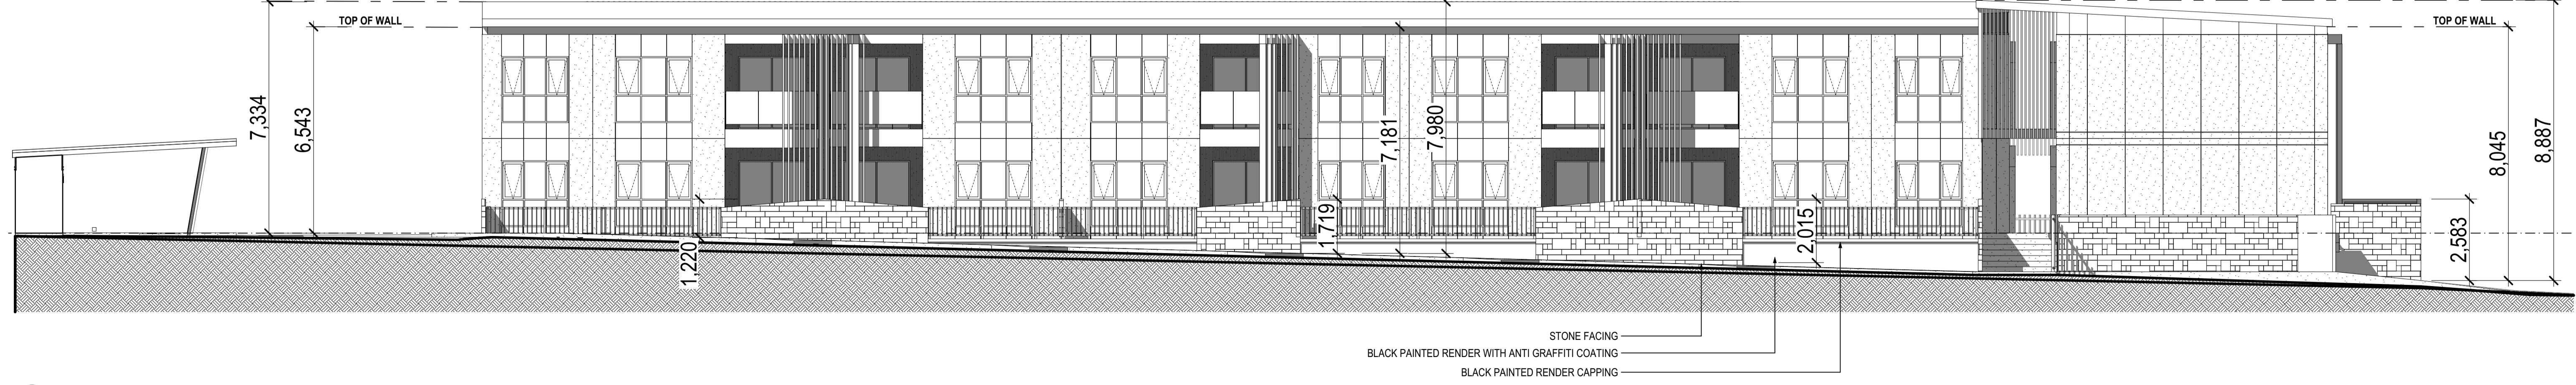 TOP OF WALL
TOP OF WALL
7,334
6,543
7,181
7,980
8,045
8,887
1,719
2,015
2,583
1,220
STONE FACING
BLACK PAINTED RENDER WITH ANTI GRAFFITI COATING
BLACK PAINTED RENDER CAPPING